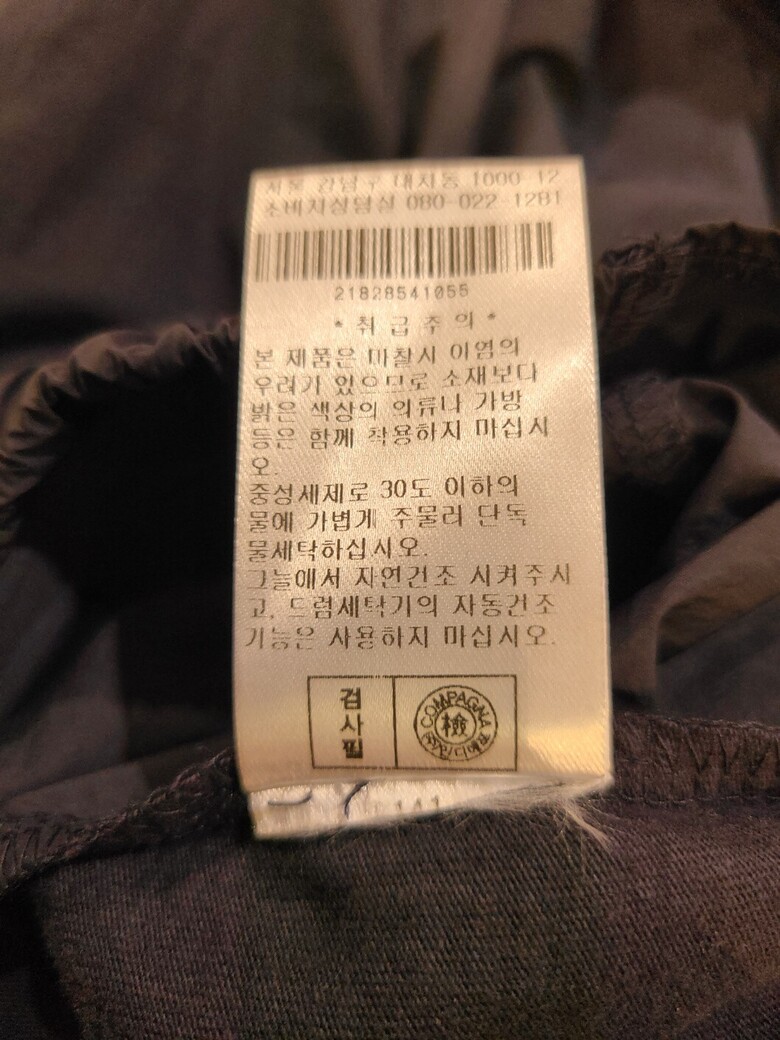 서울 강남구 대치동 1000-12
소비자상담실 080-022-1281
21828541055
* 취 급 주 의 *
본 제품은 마찰시 이염의
우려가 있으므로 소재보다
밝은 색상의 의류나 가방
등은 함께 착용하지 마십시
오.
중성세제로 30도 이하의
물에 가볍게 주물러 단독
물세탁하십시오.
그늘에서 자연건조 시켜주시
고, 드럼세탁기의 자동건조
기능은 사용하지 마십시오.
검사필
COMPAGNA
檢
141